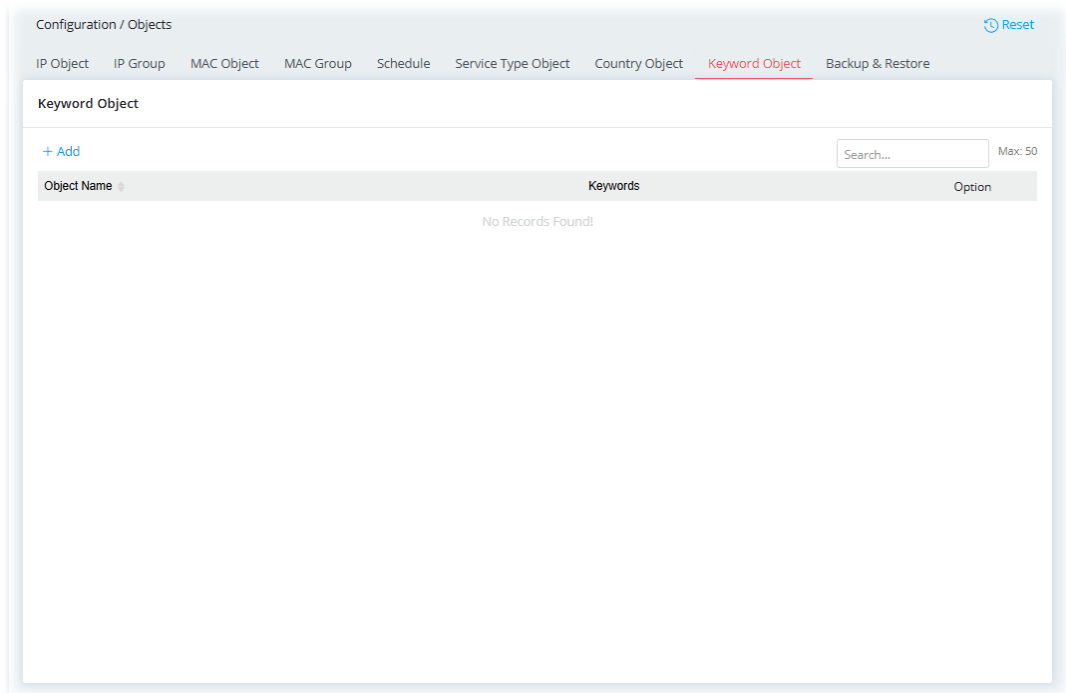 Configuration / Objects
Reset
IP Object IP Group MAC Object MAC Group Schedule Service Type Object Country Object Keyword Object Backup & Restore
Keyword Object
+ Add
Search...
Max: 50
Object Name Keywords Option
No Records Found!